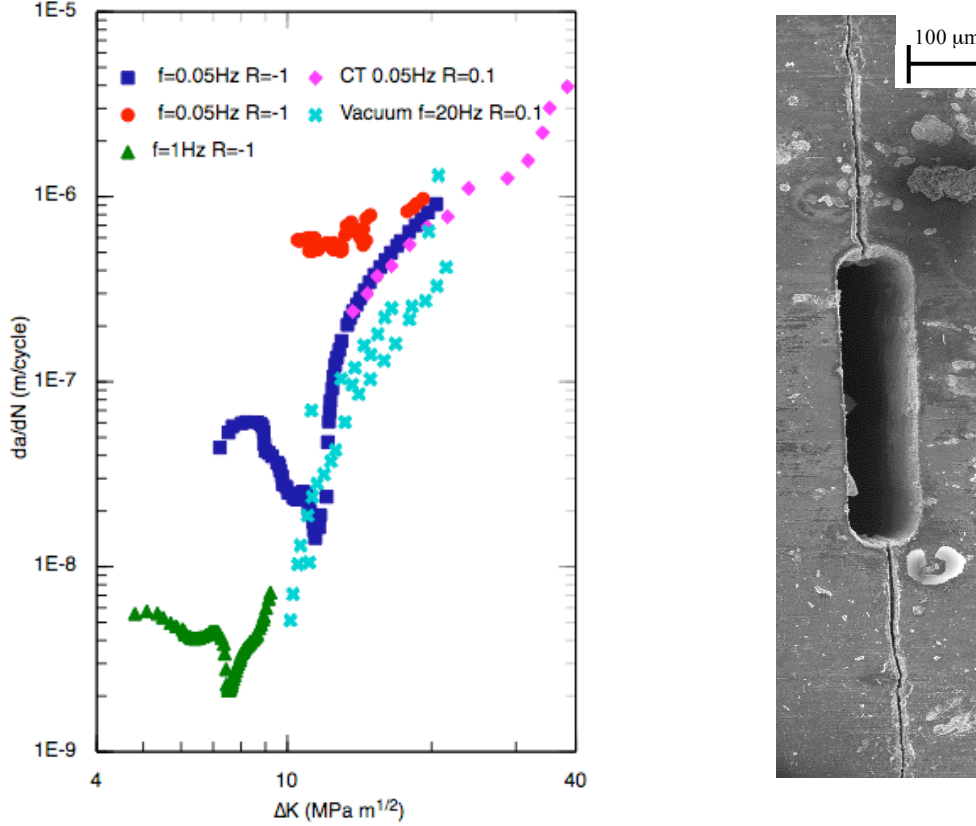 1E-5
f=0.05Hz R=-1
CT 0.05Hz R=0.1
f=0.05Hz R=-1
Vacuum f=20Hz R=0.1
f=1Hz R=-1
1E-6
1E-7
1E-8
1E-9
da/dN (m/cycle)
4
10
40
ΔK (MPa m^1/2)
100 μm